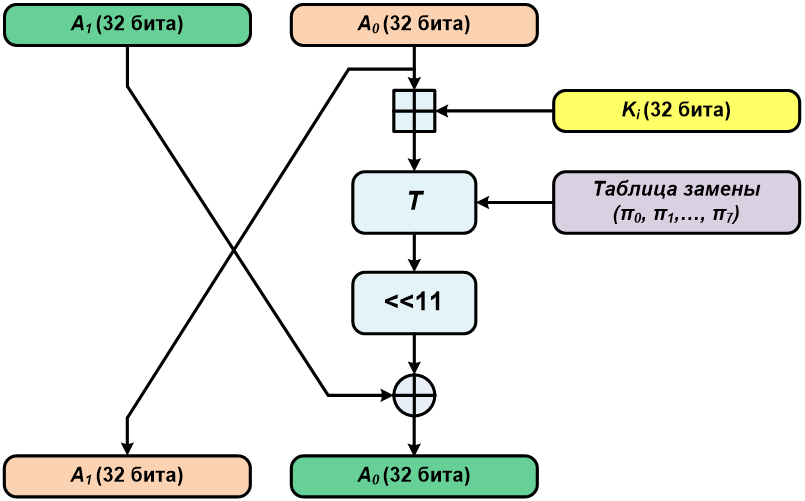 A₁ (32 бита)
A₀ (32 бита)
Kᵢ (32 бита)
T
Таблица замены
(π₀, π₁,..., π₇)
<<11
A₁ (32 бита)
A₀ (32 бита)